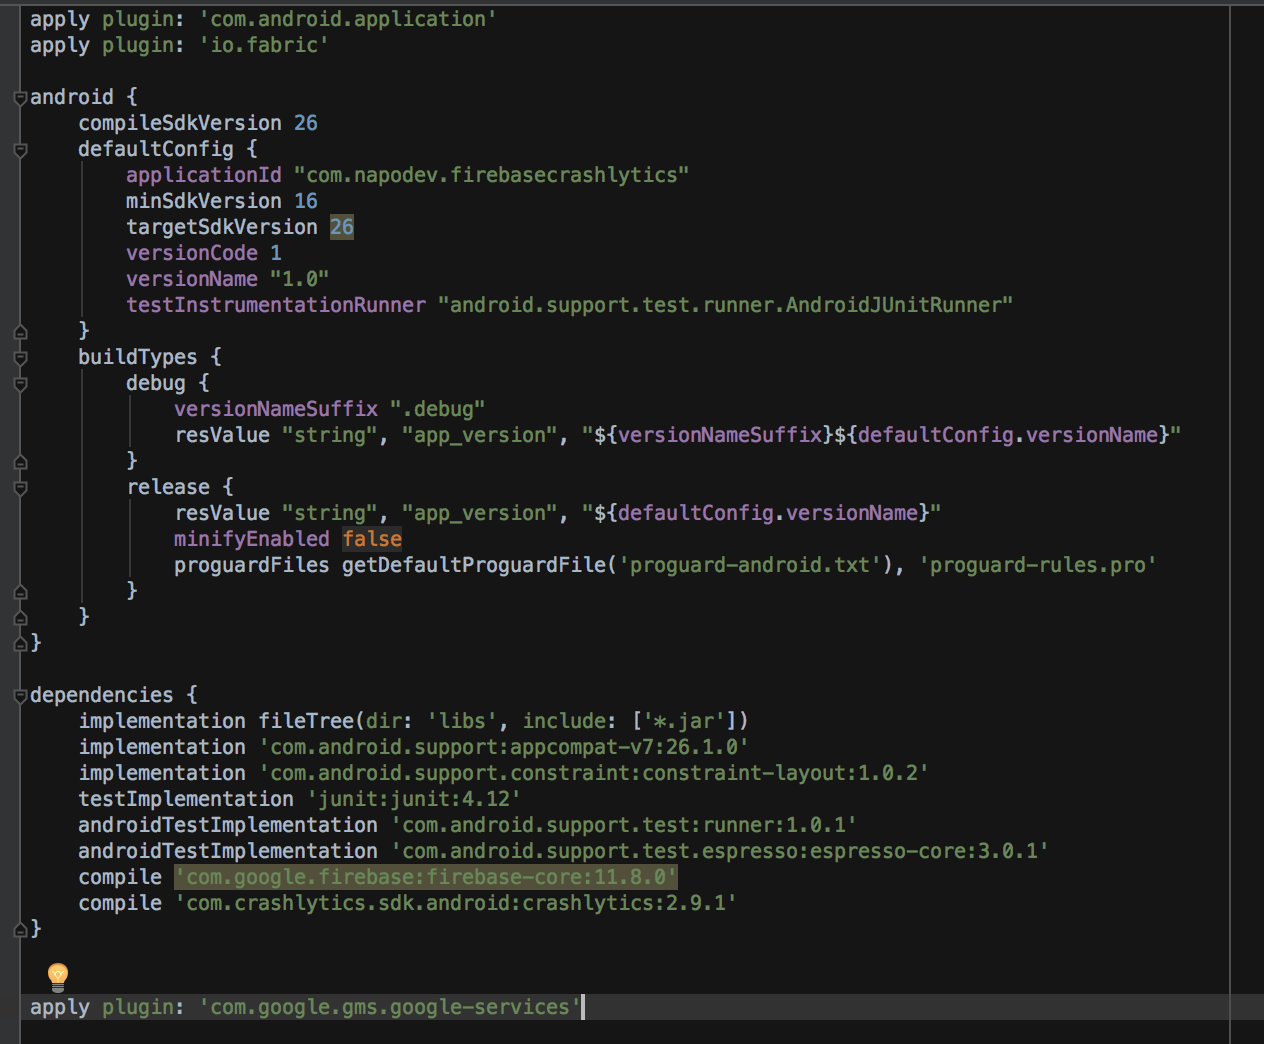 apply plugin: 'com.android.application'
apply plugin: 'io.fabric'
android {
    compileSdkVersion 26
    defaultConfig {
        applicationId "com.napodev.firebasecrashlytics"
        minSdkVersion 16
        targetSdkVersion 26
        versionCode 1
        versionName "1.0"
        testInstrumentationRunner "android.support.test.runner.AndroidJUnitRunner"
    }
    buildTypes {
        debug {
            versionNameSuffix ".debug"
            resValue "string", "app_version", "${versionNameSuffix}${defaultConfig.versionName}"
        }
        release {
            resValue "string", "app_version", "${defaultConfig.versionName}"
            minifyEnabled false
            proguardFiles getDefaultProguardFile('proguard-android.txt'), 'proguard-rules.pro'
        }
    }
}
dependencies {
    implementation fileTree(dir: 'libs', include: ['*.jar'])
    implementation 'com.android.support:appcompat-v7:26.1.0'
    implementation 'com.android.support.constraint:constraint-layout:1.0.2'
    testImplementation 'junit:junit:4.12'
    androidTestImplementation 'com.android.support.test:runner:1.0.1'
    androidTestImplementation 'com.android.support.test.espresso:espresso-core:3.0.1'
    compile 'com.google.firebase:firebase-core:11.8.0'
    compile 'com.crashlytics.sdk.android:crashlytics:2.9.1'
}
apply plugin: 'com.google.gms.google-services'